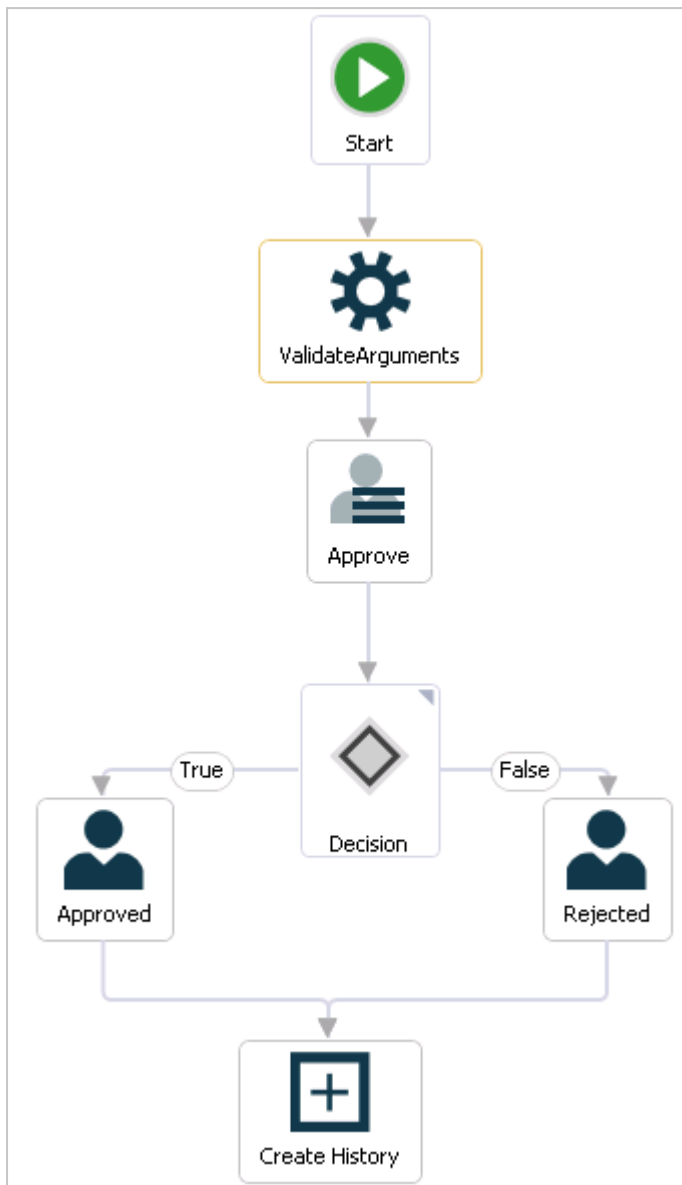 Start
ValidateArguments
Approve
True
False
Decision
Approved
Rejected
Create History